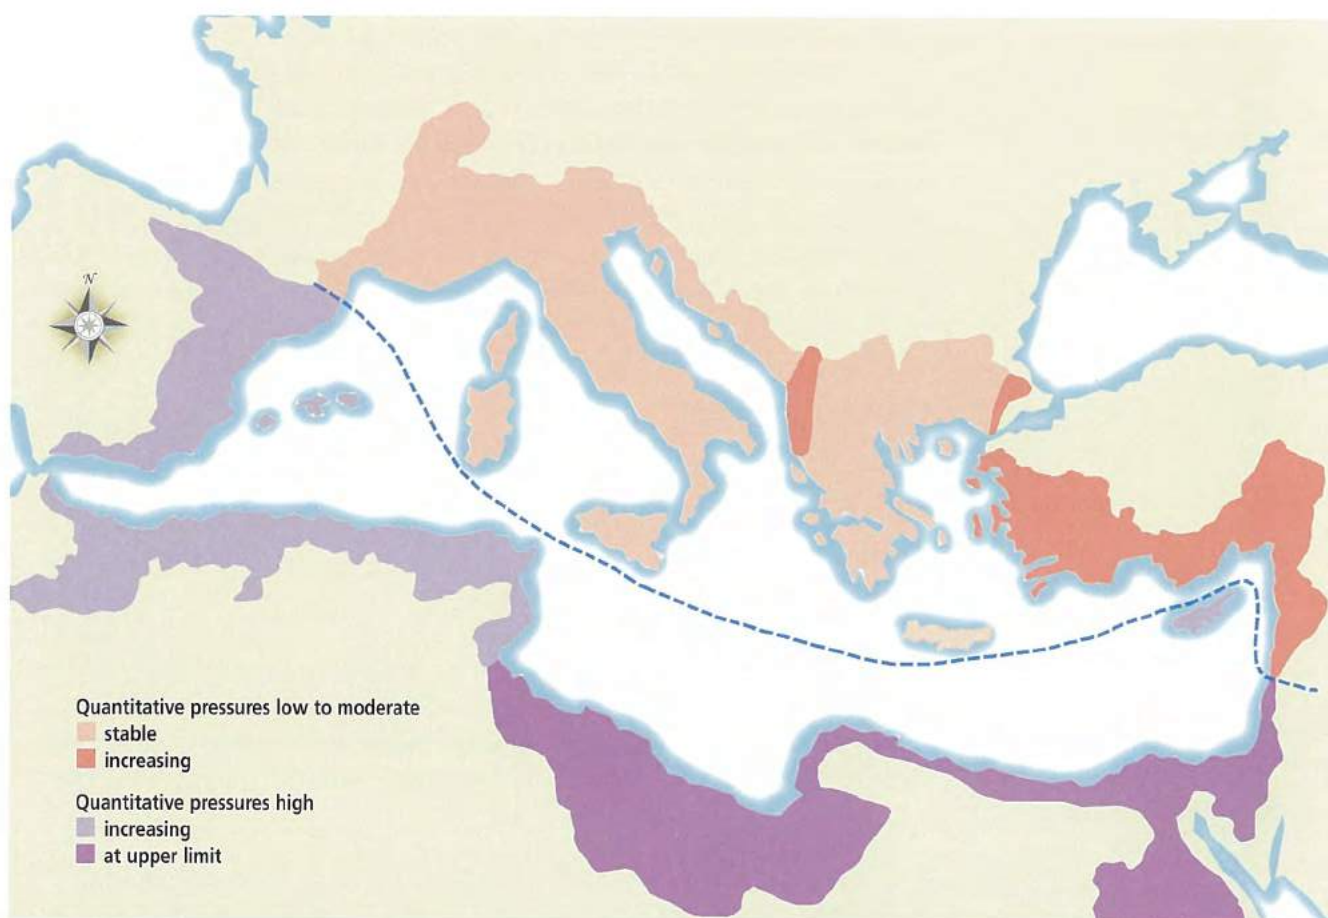 N
Quantitative pressures low to moderate
stable
increasing
Quantitative pressures high
increasing
at upper limit